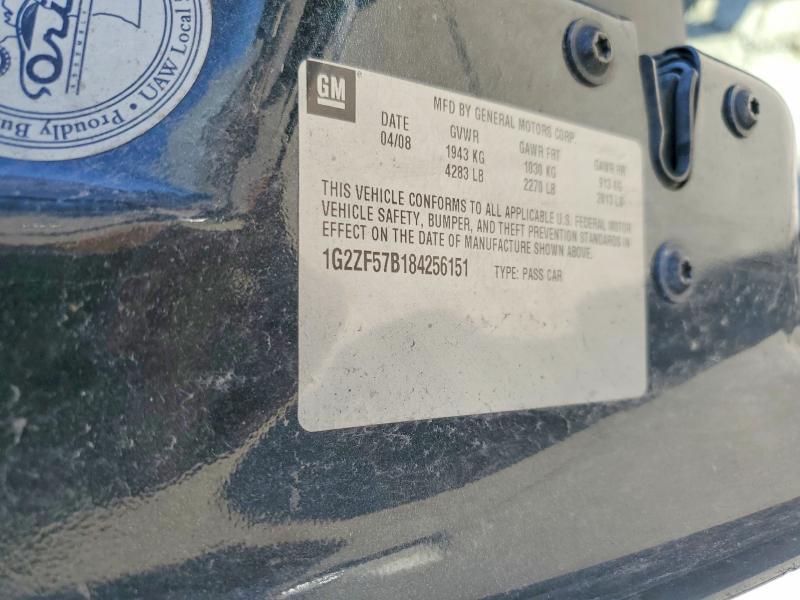 ori
Proudly Bu
UAW Local
GM
MFD BY GENERAL MOTORS CORP.
DATE GVWR GAWR FRT GAWR RR
04/08 1943 KG 1030 KG 913 KG
4283 LB 2270 LB 2013 LB
THIS VEHICLE CONFORMS TO ALL APPLICABLE U.S. FEDERAL MOTOR
VEHICLE SAFETY, BUMPER, AND THEFT PREVENTION STANDARDS IN
EFFECT ON THE DATE OF MANUFACTURE SHOWN ABOVE.
1G2ZF57B184256151 TYPE: PASS CAR